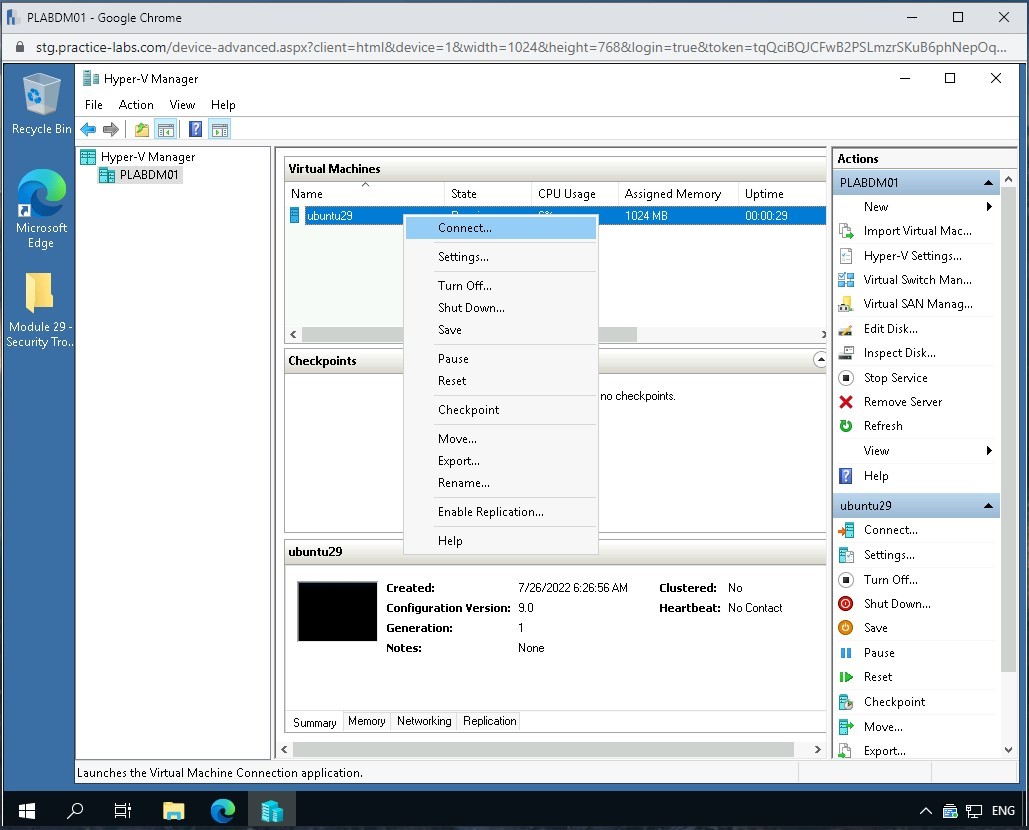 PLABDM01 - Google Chrome
stg.practice-labs.com/device-advanced.aspx?client=html&device=1&width=1024&height=768&login=true&token=tqQciBQJCFwB2PSLmzrSKuB6phNepOq...
Recycle Bin
Microsoft
Edge
Module 29 -
Security Tro...
Hyper-V Manager
File Action View Help
Hyper-V Manager
PLABDM01
Virtual Machines
Name State CPU Usage Assigned Memory Uptime
ubuntu29 1024 MB 00:00:29
Connect...
Settings...
Turn Off...
Shut Down...
Save
Pause
Reset
Checkpoint
Move...
Export...
Rename...
Enable Replication...
Help
Checkpoints
no checkpoints.
ubuntu29
Created: 7/26/2022 6:26:56 AM Clustered: No
Configuration Version: 9.0 Heartbeat: No Contact
Generation: 1
Notes: None
Summary Memory Networking Replication
Actions
PLABDM01
New
Import Virtual Mac...
Hyper-V Settings...
Virtual Switch Man...
Virtual SAN Manag...
Edit Disk...
Inspect Disk...
Stop Service
Remove Server
Refresh
View
Help
ubuntu29
Connect...
Settings...
Turn Off...
Shut Down...
Save
Pause
Reset
Checkpoint
Move...
Export...
Launches the Virtual Machine Connection application.
ENG